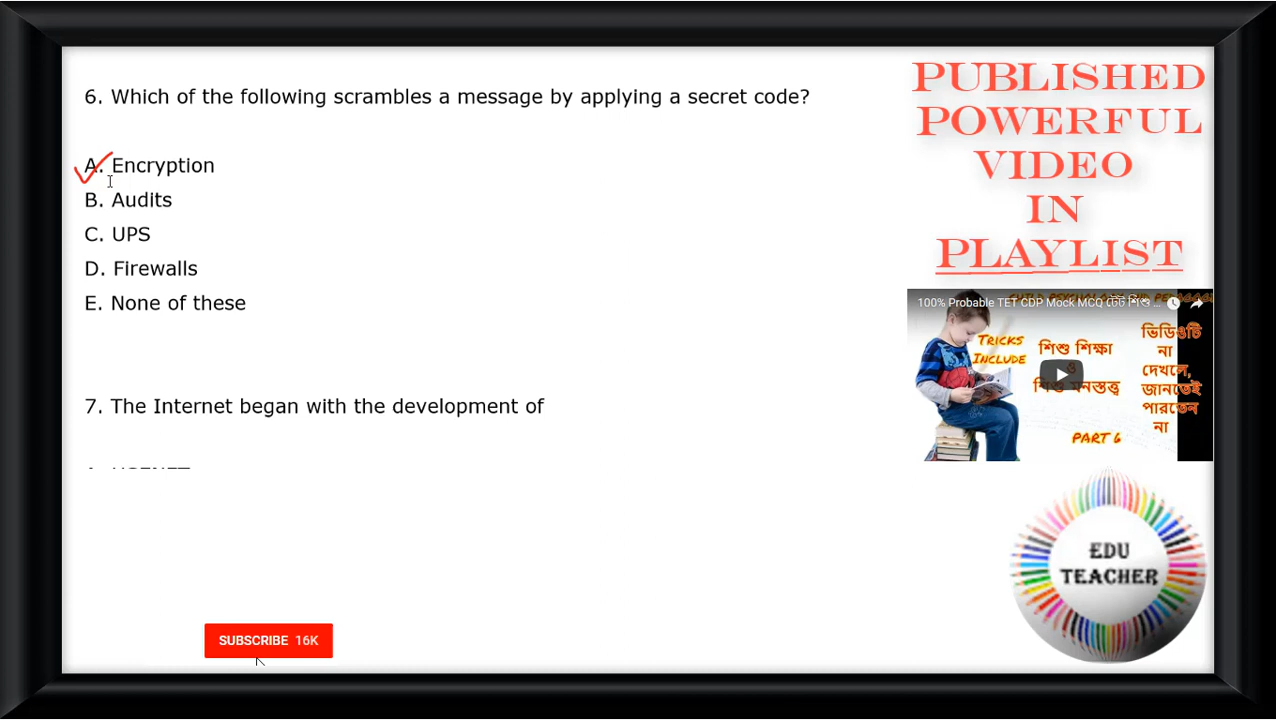 6. Which of the following scrambles a message by applying a secret code?
A. Encryption
B. Audits
C. UPS
D. Firewalls
E. None of these
7. The Internet began with the development of
PUBLISHED
POWERFUL
VIDEO
IN
PLAYLIST
100% Probable TET CDP Mock MCQ টেট শিশু ...
TRICKS
INCLUDE
শিশু শিক্ষা
ও
শিশু মনস্তত্ত্ব
ভিডিওটি
না
দেখলে,
জানতেই
পারতেন
না
PART 6
EDU
TEACHER
SUBSCRIBE 16K